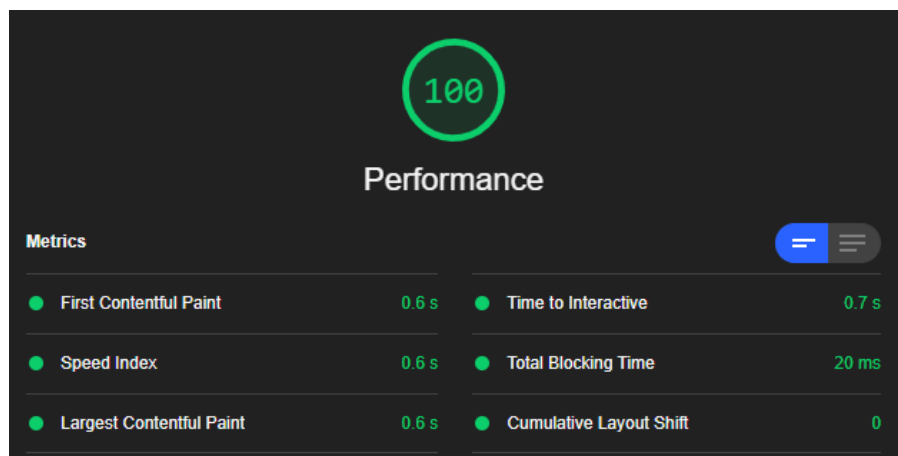 100
Performance
Metrics
First Contentful Paint 0.6 s
Time to Interactive 0.7 s
Speed Index 0.6 s
Total Blocking Time 20 ms
Largest Contentful Paint 0.6 s
Cumulative Layout Shift 0